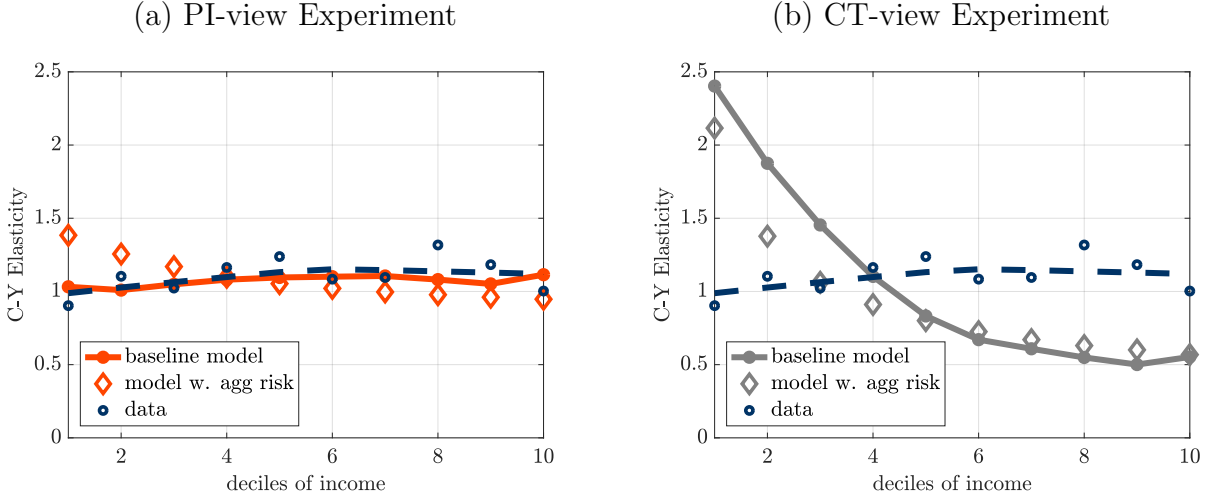 (a) PI-view Experiment
2.5
2
1.5
1
0.5
0
C-Y Elasticity
baseline model
model w. agg risk
data
2 4 6 8 10
deciles of income
(b) CT-view Experiment
2.5
2
1.5
1
0.5
0
C-Y Elasticity
baseline model
model w. agg risk
data
2 4 6 8 10
deciles of income